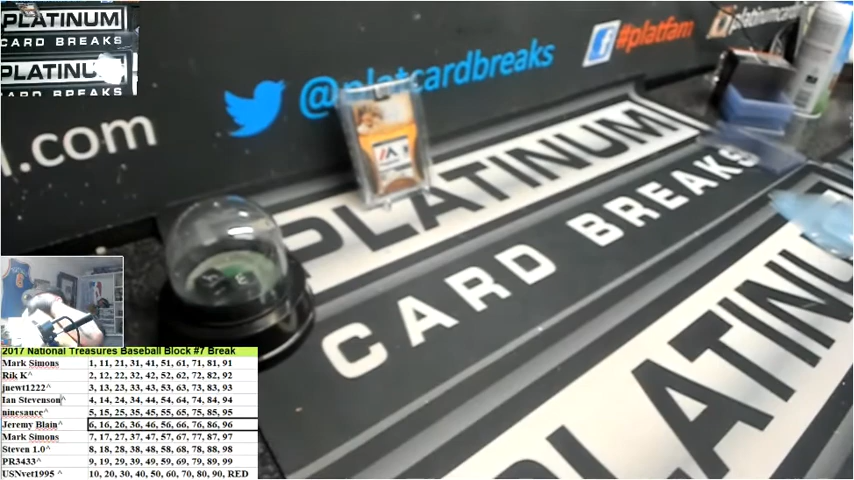 PLATINUM
CARD BREAKS
PLATINUM
CARD BREAKS
@platcardbreaks
#platfam
.com
PLATINUM
CARD BREAKS
2017 National Treasures Baseball Block #7 Break
Mark Simons 1, 11, 21, 31, 41, 51, 61, 71, 81, 91
Rik K^ 2, 12, 22, 32, 42, 52, 62, 72, 82, 92
jnewt1222^ 3, 13, 23, 33, 43, 53, 63, 73, 83, 93
Ian Stevenson^ 4, 14, 24, 34, 44, 54, 64, 74, 84, 94
ninesauce^ 5, 15, 25, 35, 45, 55, 65, 75, 85, 95
Jeremy Blain^ 6, 16, 26, 36, 46, 56, 66, 76, 86, 96
Mark Simons 7, 17, 27, 37, 47, 57, 67, 77, 87, 97
Steven 1.0^ 8, 18, 28, 38, 48, 58, 68, 78, 88, 98
PR3433^ 9, 19, 29, 39, 49, 59, 69, 79, 89, 99
USNvet1995 ^ 10, 20, 30, 40, 50, 60, 70, 80, 90, RED